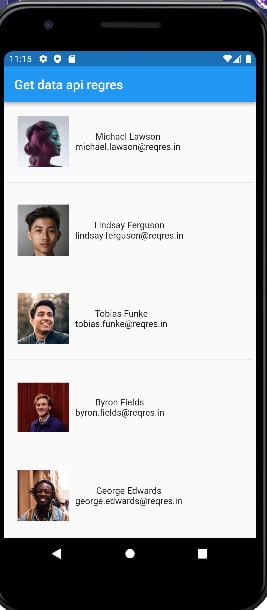 11:15
Get data api regres
Michael Lawson
michael.lawson@reqres.in
Lindsay Ferguson
lindsay.ferguson@reqres.in
Tobias Funke
tobias.funke@reqres.in
Byron Fields
byron.fields@reqres.in
George Edwards
george.edwards@reqres.in